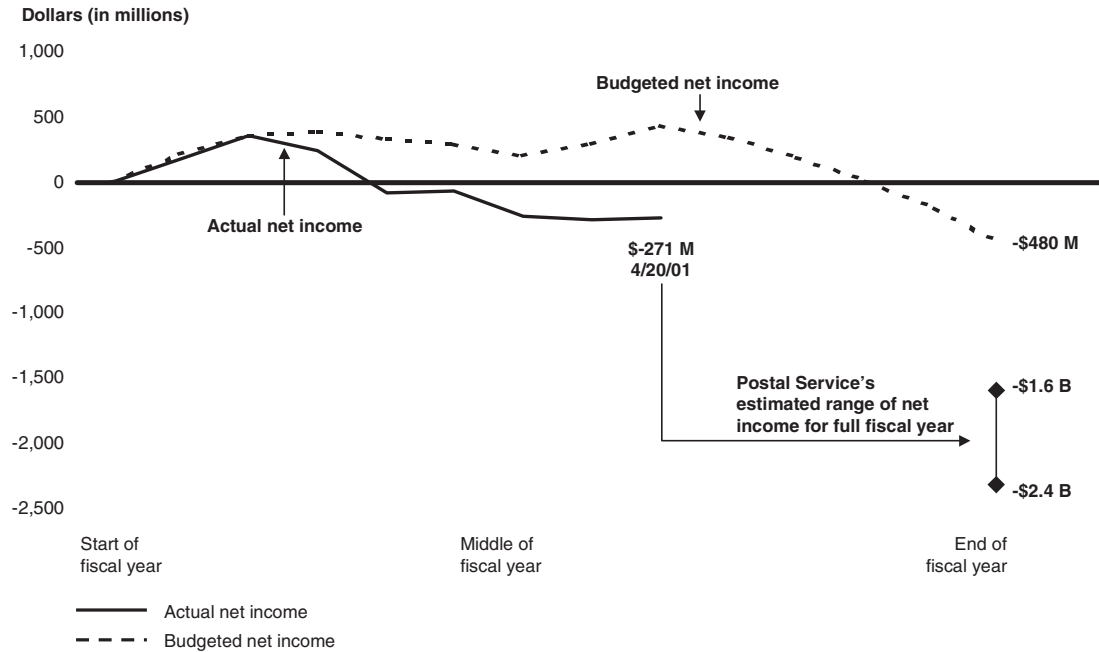 Dollars (in millions)
1,000
500
0
-500
-1,000
-1,500
-2,000
-2,500
Budgeted net income
Actual net income
$-271 M
4/20/01
-$480 M
Postal Service's
estimated range of net
income for full fiscal year
-$1.6 B
-$2.4 B
Start of
fiscal year
Middle of
fiscal year
End of
fiscal year
Actual net income
Budgeted net income